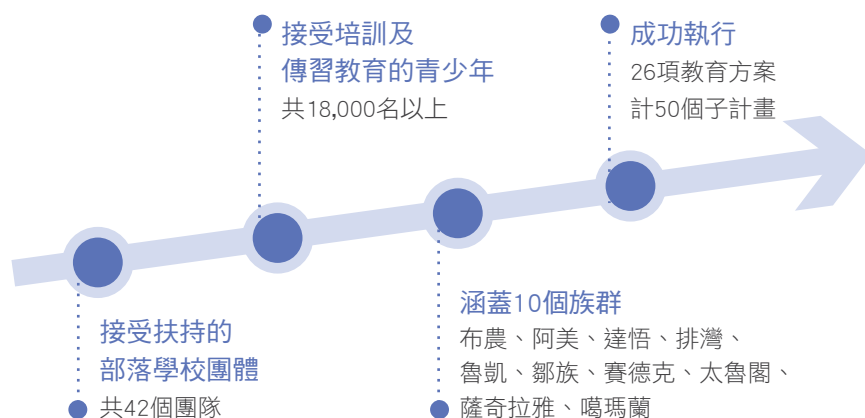 接受培訓及
傳習教育的青少年
共18,000名以上
成功執行
26項教育方案
計50個子計畫
接受扶持的
部落學校團體
共42個團隊
涵蓋10個族群
布農、阿美、達悟、排灣、
魯凱、鄒族、賽德克、太魯閣、
薩奇拉雅、噶瑪蘭